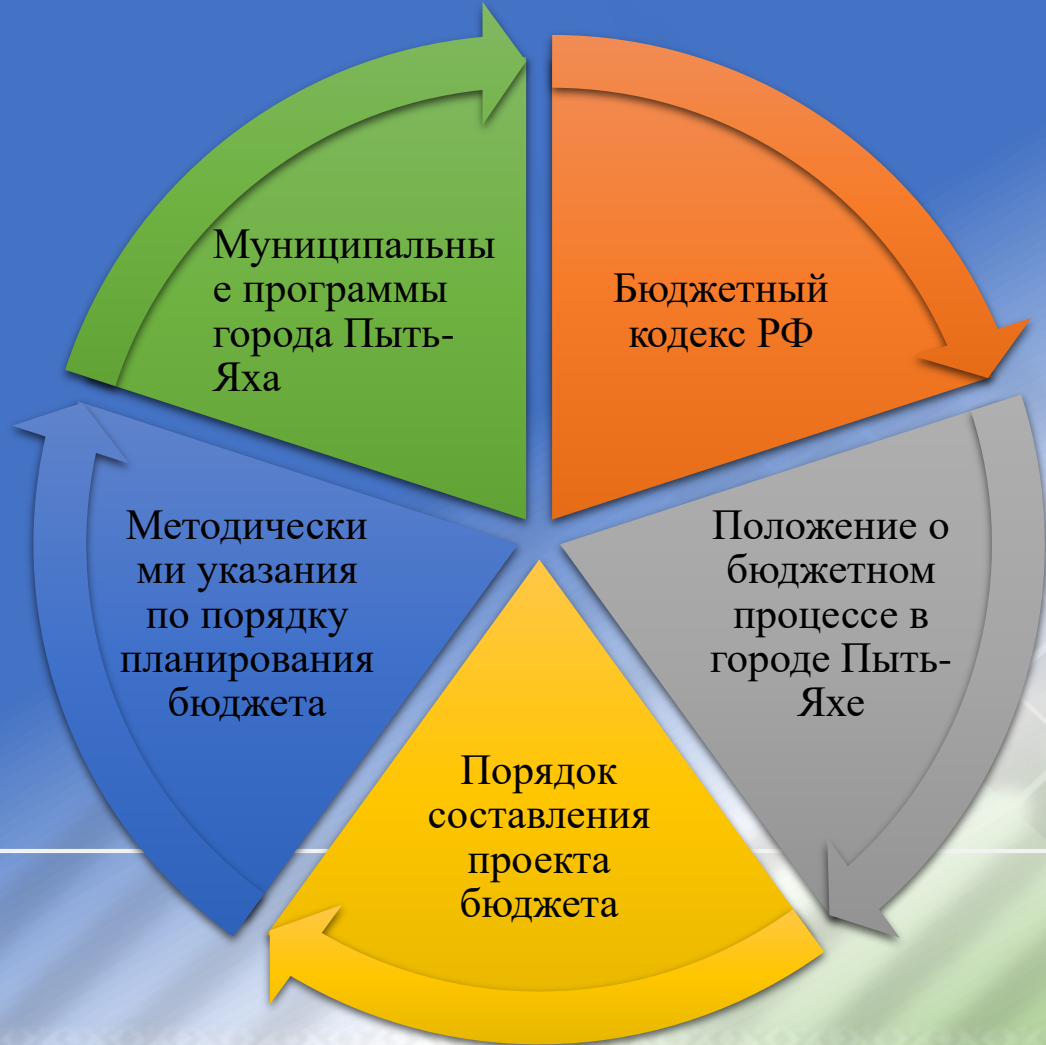 Муниципальны
е программы
города Пыть-
Яха
Бюджетный
кодекс РФ
Положение о
бюджетном
процессе в
городе Пыть-
Яхе
Порядок
составления
проекта
бюджета
Методически
ми указания
по порядку
планирования
бюджета